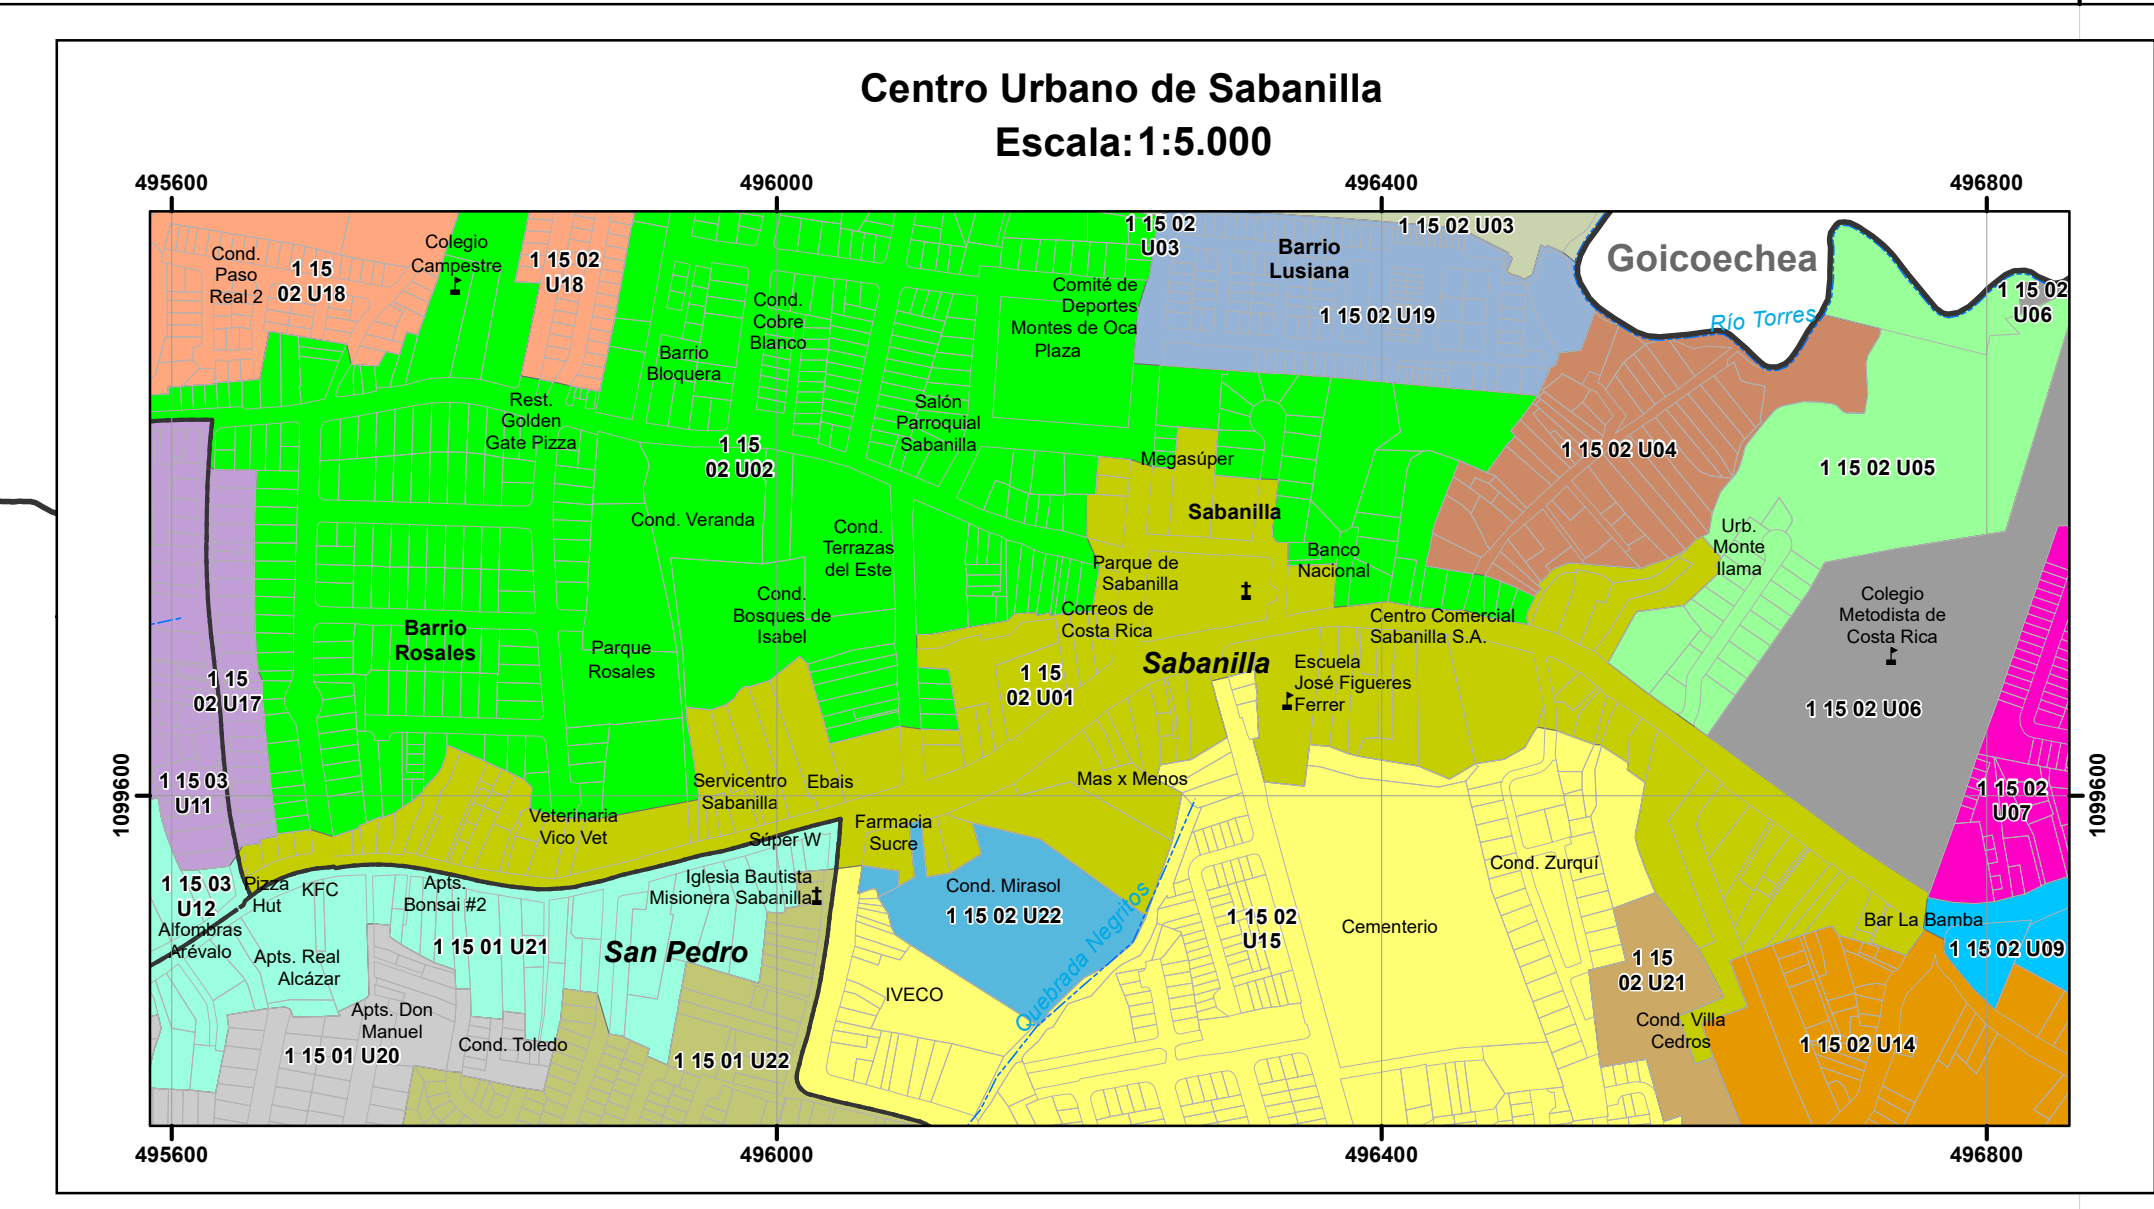 Centro Urbano de Sabanilla
Escala:1:5.000
495600
496000
496400
496800
1 15 02
U03
1 15 02 U03
Colegio
Campestre
Cond.
Paso
Real 2
1 15
02 U18
1 15 02
U18
Barrio
Lusiana
Goicoechea
1 15 02
U06
Comité de
Deportes
Montes de Oca
Plaza
Cond.
Cobre
Blanco
1 15 02 U19
Río Torres
Barrio
Bloquera
Rest.
Golden
Gate Pizza
Salón
Parroquial
Sabanilla
1 15
02 U02
Megasúper
1 15 02 U04
1 15 02 U05
Cond. Veranda
Cond.
Terrazas
del Este
Sabanilla
Urb.
Monte
llama
Parque de
Sabanilla
Banco
Nacional
Cond.
Bosques de
Isabel
Correos de
Costa Rica
Centro Comercial
Sabanilla S.A.
Colegio
Metodista de
Costa Rica
Barrio
Rosales
Parque
Rosales
Sabanilla
Escuela
José Figueres
Ferrer
1 15
02 U17
1 15
02 U01
1 15 02 U06
1099600
1 15 03
U11
Servicentro
Sabanilla
Ebais
Mas x Menos
1 15 02
U07
1099600
Veterinaria
Vico Vet
Súper W
Farmacia
Sucre
Cond. Zurquí
1 15 03
U12
Pizza
Hut
KFC
Apts.
Bonsai #2
Iglesia Bautista
Misionera Sabanilla
Cond. Mirasol
1 15 02 U22
Quebrada Negritos
1 15 02
U15
Cementerio
Bar La Bamba
Alfombras
Arévalo
Apts. Real
Alcázar
1 15 01 U21
San Pedro
1 15
02 U21
1 15 02 U09
IVECO
Apts. Don
Manuel
1 15 01 U20
Cond. Toledo
1 15 01 U22
Cond. Villa
Cedros
1 15 02 U14
495600
496000
496400
496800